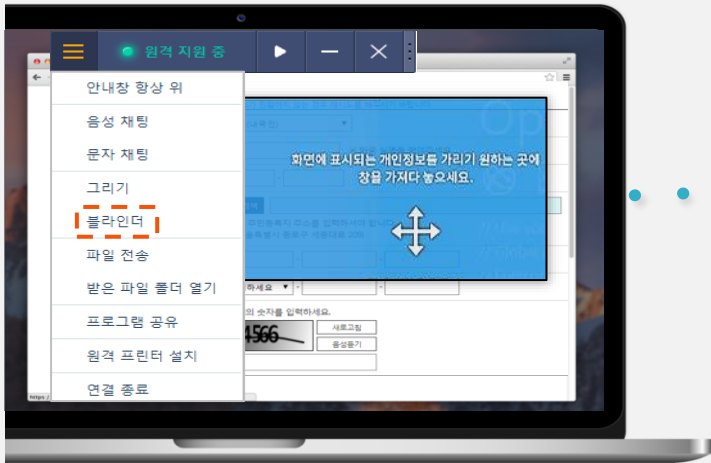 원격 지원 중
안내창 항상 위
음성 채팅
문자 채팅
그리기
블라인더
파일 전송
받은 파일 폴더 열기
프로그램 공유
원격 프린터 설치
연결 종료
화면에 표시되는 개인정보를 가리기 원하는 곳에
창을 가져다 놓으세요.
하세요
의 숫자를 입력하세요.
4566
새로고침
음성듣기
https:/